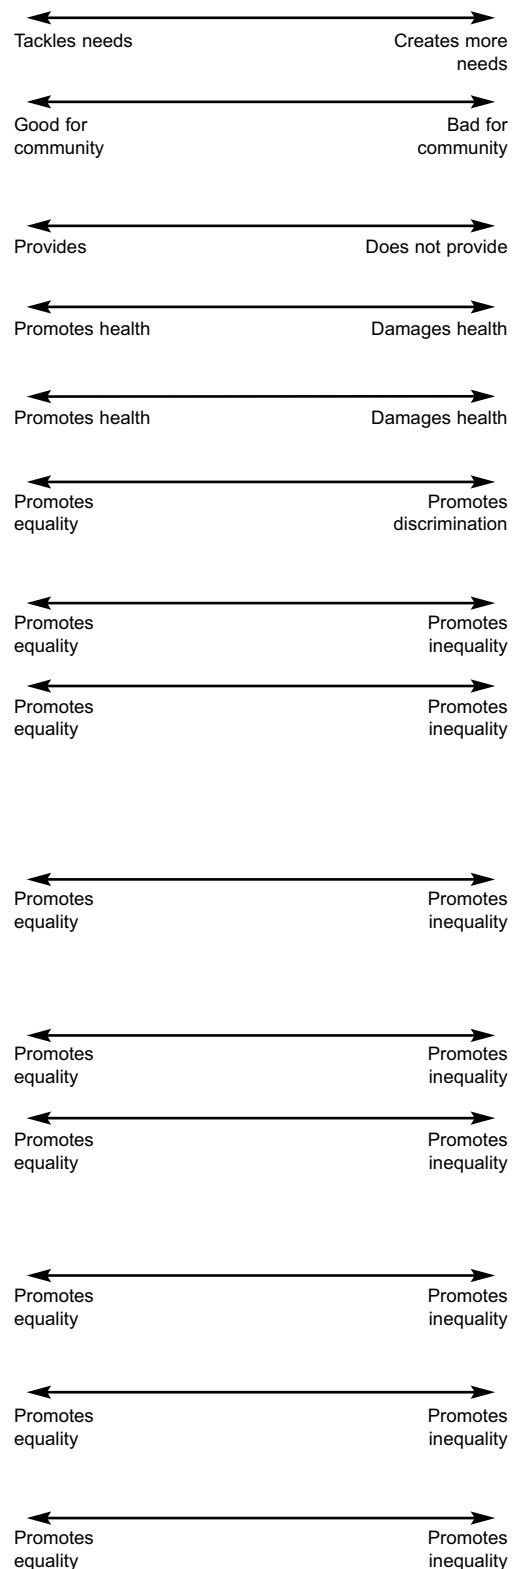 Tackles needs Creates more
needs
Good for Bad for
community community
Provides Does not provide
Promotes health Damages health
Promotes health Damages health
Promotes Promotes
equality discrimination
Promotes Promotes
equality inequality
Promotes Promotes
equality inequality
Promotes Promotes
equality inequality
Promotes Promotes
equality inequality
Promotes Promotes
equality inequality
Promotes Promotes
equality inequality
Promotes Promotes
equality inequality
Promotes Promotes
equality inequality